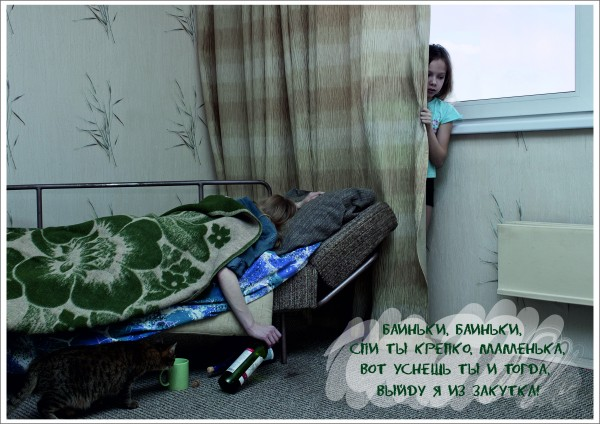 БАИНЬКИ, БАИНЬКИ,
СПИ ТЫ КРЕПКО, МАМЕНЬКА,
ВОТ УСНЕШЬ ТЫ И ТОГДА,
ВЫЙДУ Я ИЗ ЗАКУТКА!